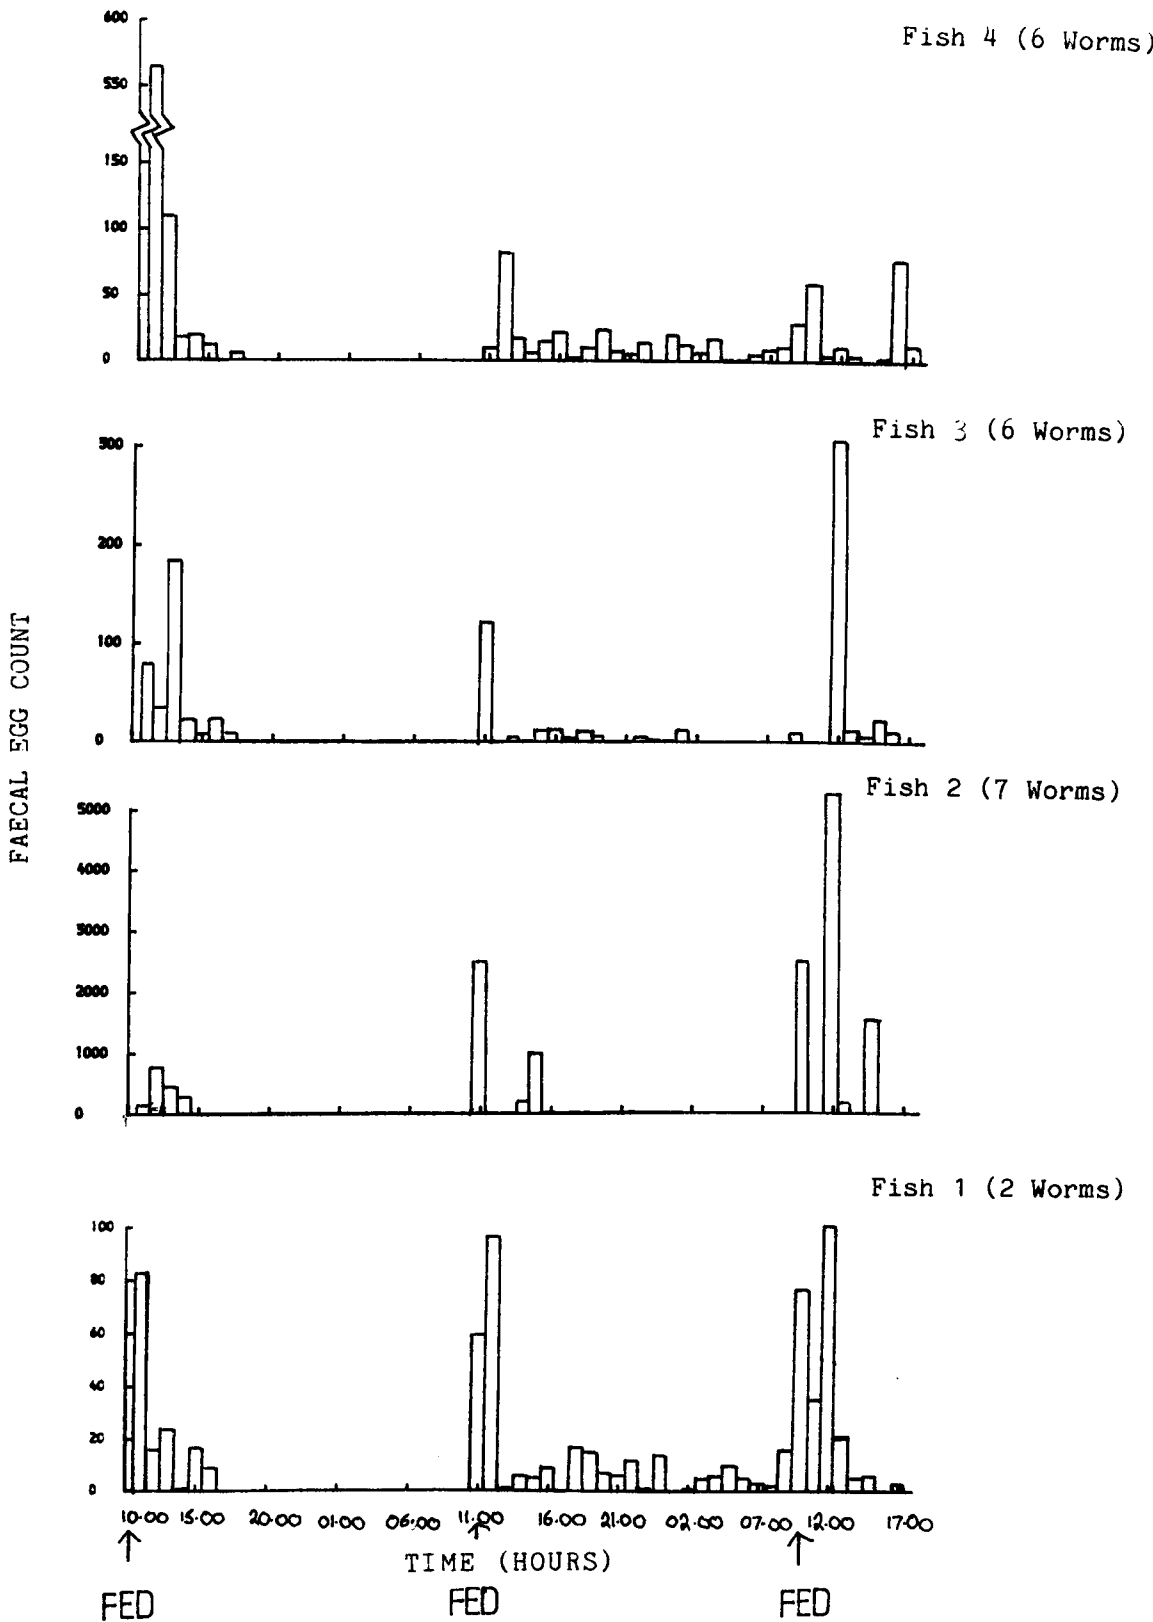 Fish 4 (6 Worms)
600
550
150
100
50
0
Fish 3 (6 Worms)
300
200
100
0
FAECAL EGG COUNT
Fish 2 (7 Worms)
5000
4000
3000
2000
1000
0
Fish 1 (2 Worms)
100
80
60
40
20
0
10.00 15.00 20.00 01.00 06.00 11.00 16.00 21.00 02.00 07.00 12.00 17.00
TIME (HOURS)
FED FED FED